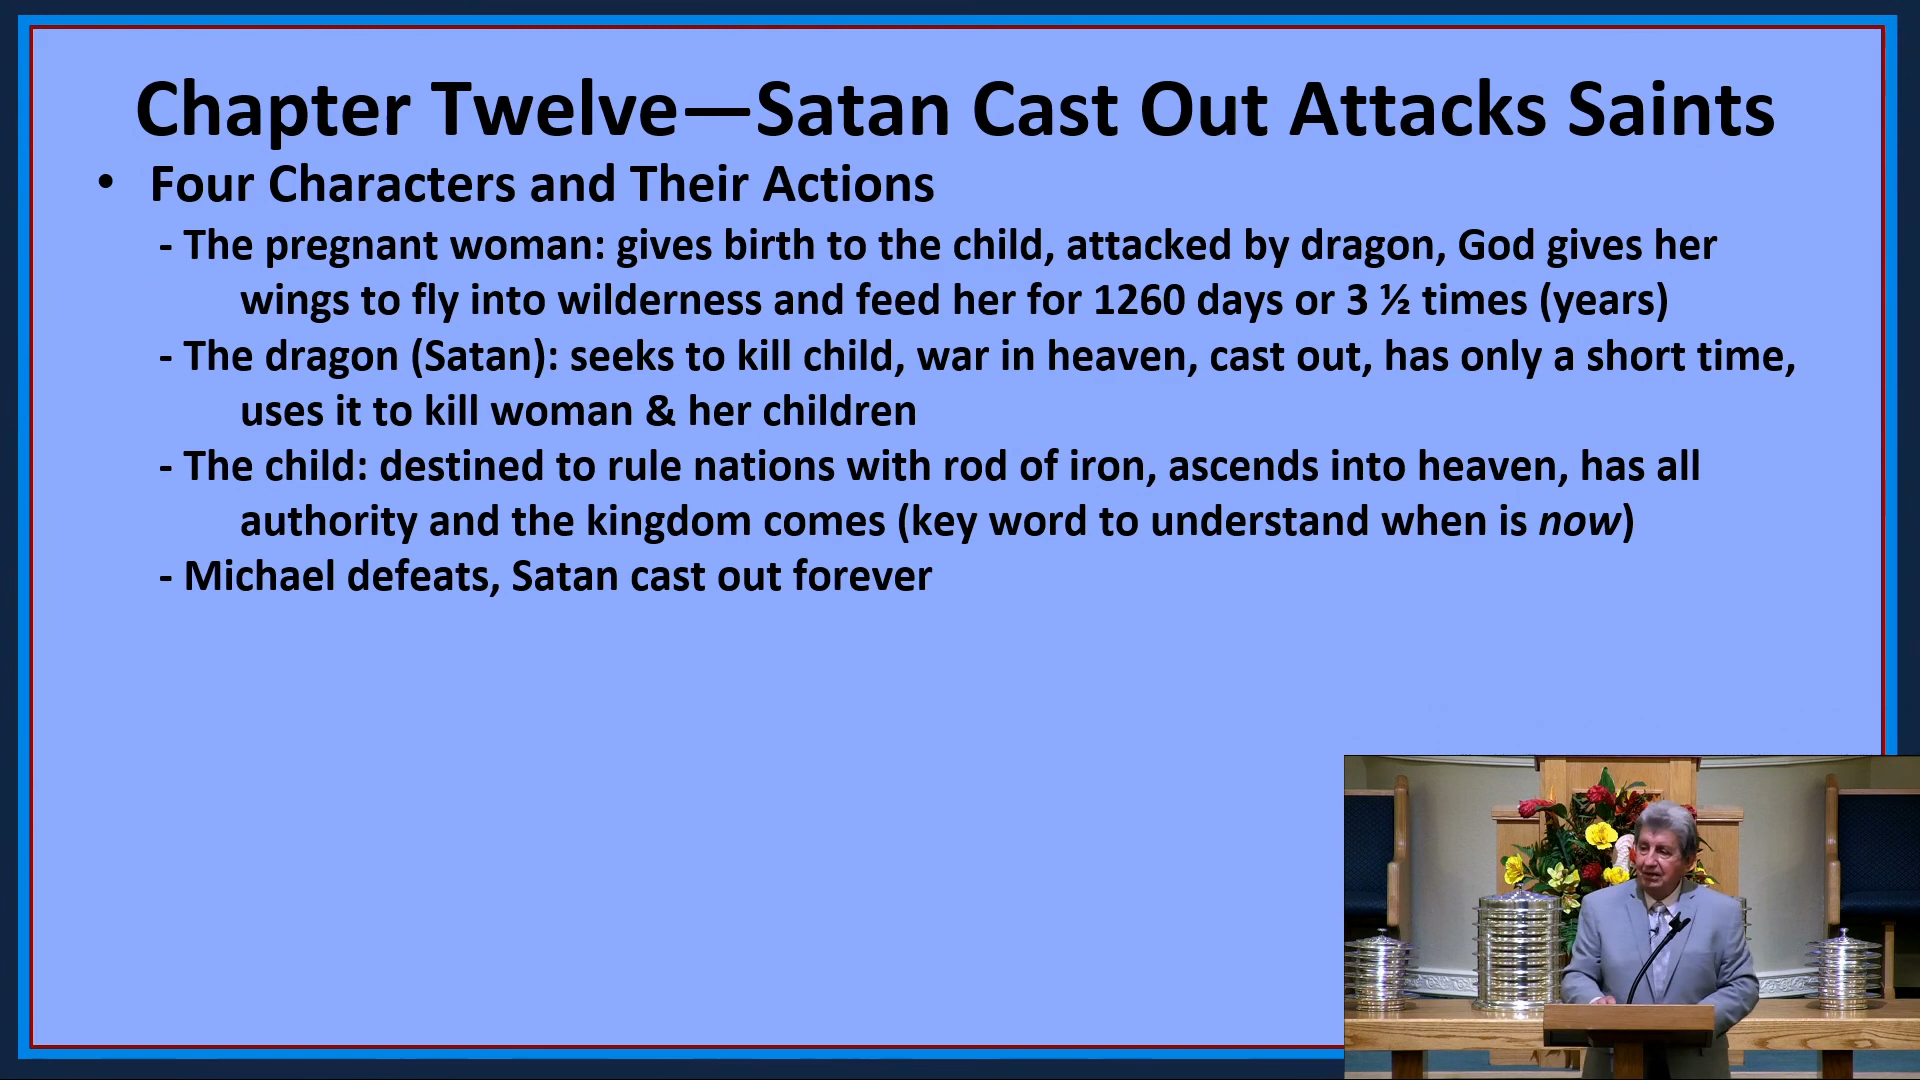 Chapter Twelve—Satan Cast Out Attacks Saints
• Four Characters and Their Actions
- The pregnant woman: gives birth to the child, attacked by dragon, God gives her
wings to fly into wilderness and feed her for 1260 days or 3 ½ times (years)
- The dragon (Satan): seeks to kill child, war in heaven, cast out, has only a short time,
uses it to kill woman & her children
- The child: destined to rule nations with rod of iron, ascends into heaven, has all
authority and the kingdom comes (key word to understand when is now)
- Michael defeats, Satan cast out forever